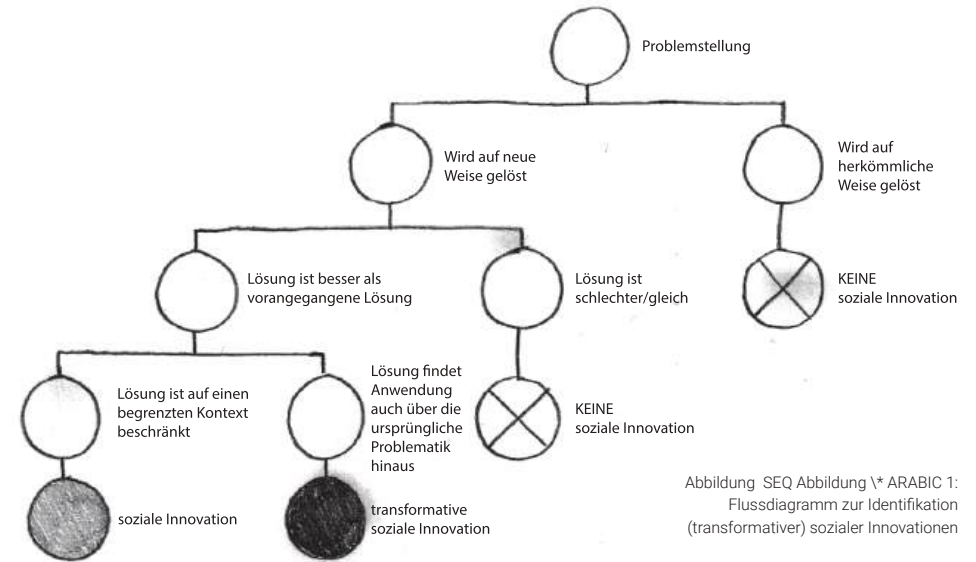 Problemstellung
Wird auf neue
Weise gelöst
Wird auf
herkömmliche
Weise gelöst
Lösung ist besser als
vorangegangene Lösung
Lösung ist
schlechter/gleich
KEINE
soziale Innovation
Lösung ist auf einen
begrenzten Kontext
beschränkt
Lösung findet
Anwendung
auch über die
ursprüngliche
Problematik
hinaus
KEINE
soziale Innovation
soziale Innovation
transformative
soziale Innovation
Abbildung  SEQ Abbildung \* ARABIC 1:
Flussdiagramm zur Identifikation
(transformativer) sozialer Innovationen